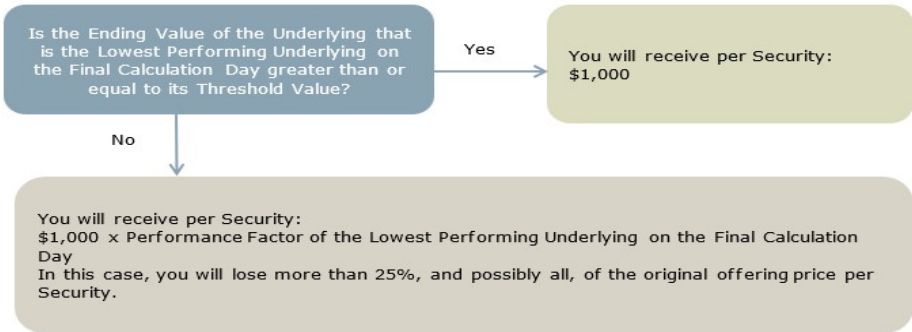 Is the Ending Value of the Underlying that
is the Lowest Performing Underlying on
the Final Calculation Day greater than or
equal to its Threshold Value?
Yes
You will receive per Security:
$1,000
No
You will receive per Security:
$1,000 x Performance Factor of the Lowest Performing Underlying on the Final Calculation
Day
In this case, you will lose more than 25%, and possibly all, of the original offering price per
Security.